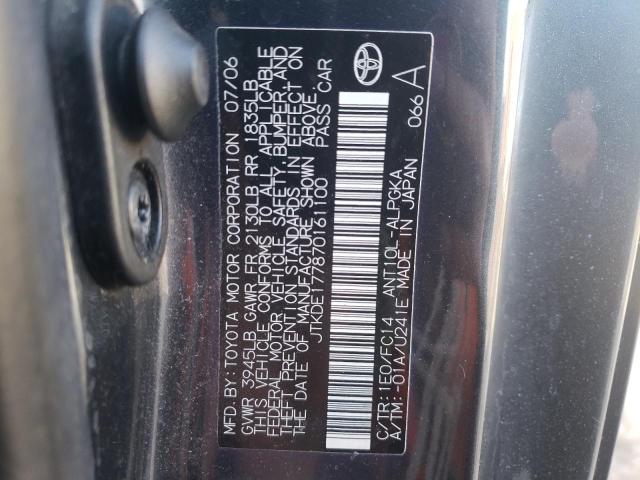 MFD. BY: TOYOTA MOTOR CORPORATION 07/06
GVWR 3945LB GAWR FR 2130LB RR 1835LB
THIS VEHICLE CONFORMS TO ALL APPLICABLE
FEDERAL MOTOR VEHICLE SAFETY, BUMPER, AND
THEFT PREVENTION STANDARDS IN EFFECT ON
THE DATE OF MANUFACTURE SHOWN ABOVE.
JTKDE177870161100 PASS CAR
C/TR: 1E0/FC14 ANT10L-ALPGKA 066 A
A/TM: -01A/U241E MADE IN JAPAN